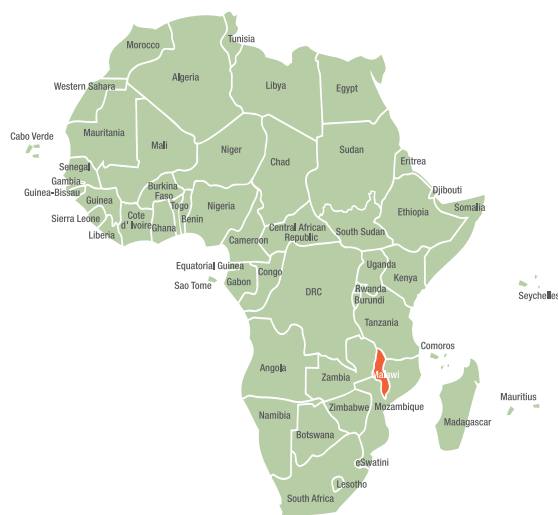 Tunisia
Morocco
Algeria
Libya
Egypt
Western Sahara
Mauritania
Cabo Verde
Mali
Niger
Chad
Sudan
Eritrea
Senegal
Gambia
Guinea-Bissau
Guinea
Burkina
Faso
Togo
Benin
Nigeria
Djibouti
Somalia
Ethiopia
Sierra Leone
Cote
d' Ivoire
Ghana
Liberia
Cameroon
Central African
Republic
South Sudan
Equatorial Guinea
Sao Tome
Gabon
Congo
DRC
Uganda
Kenya
Rwanda
Burundi
Seychelles
Tanzania
Comoros
Angola
Zambia
Malawi
Mozambique
Mauritius
Madagascar
Namibia
Zimbabwe
Botswana
eSwatini
Lesotho
South Africa